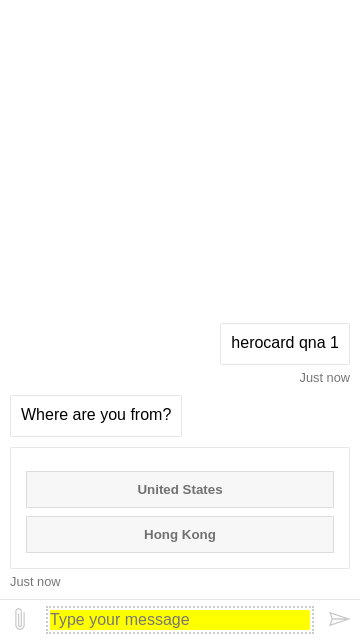 herocard qna 1
Just now
Where are you from?
United States
Hong Kong
Just now
Type your message